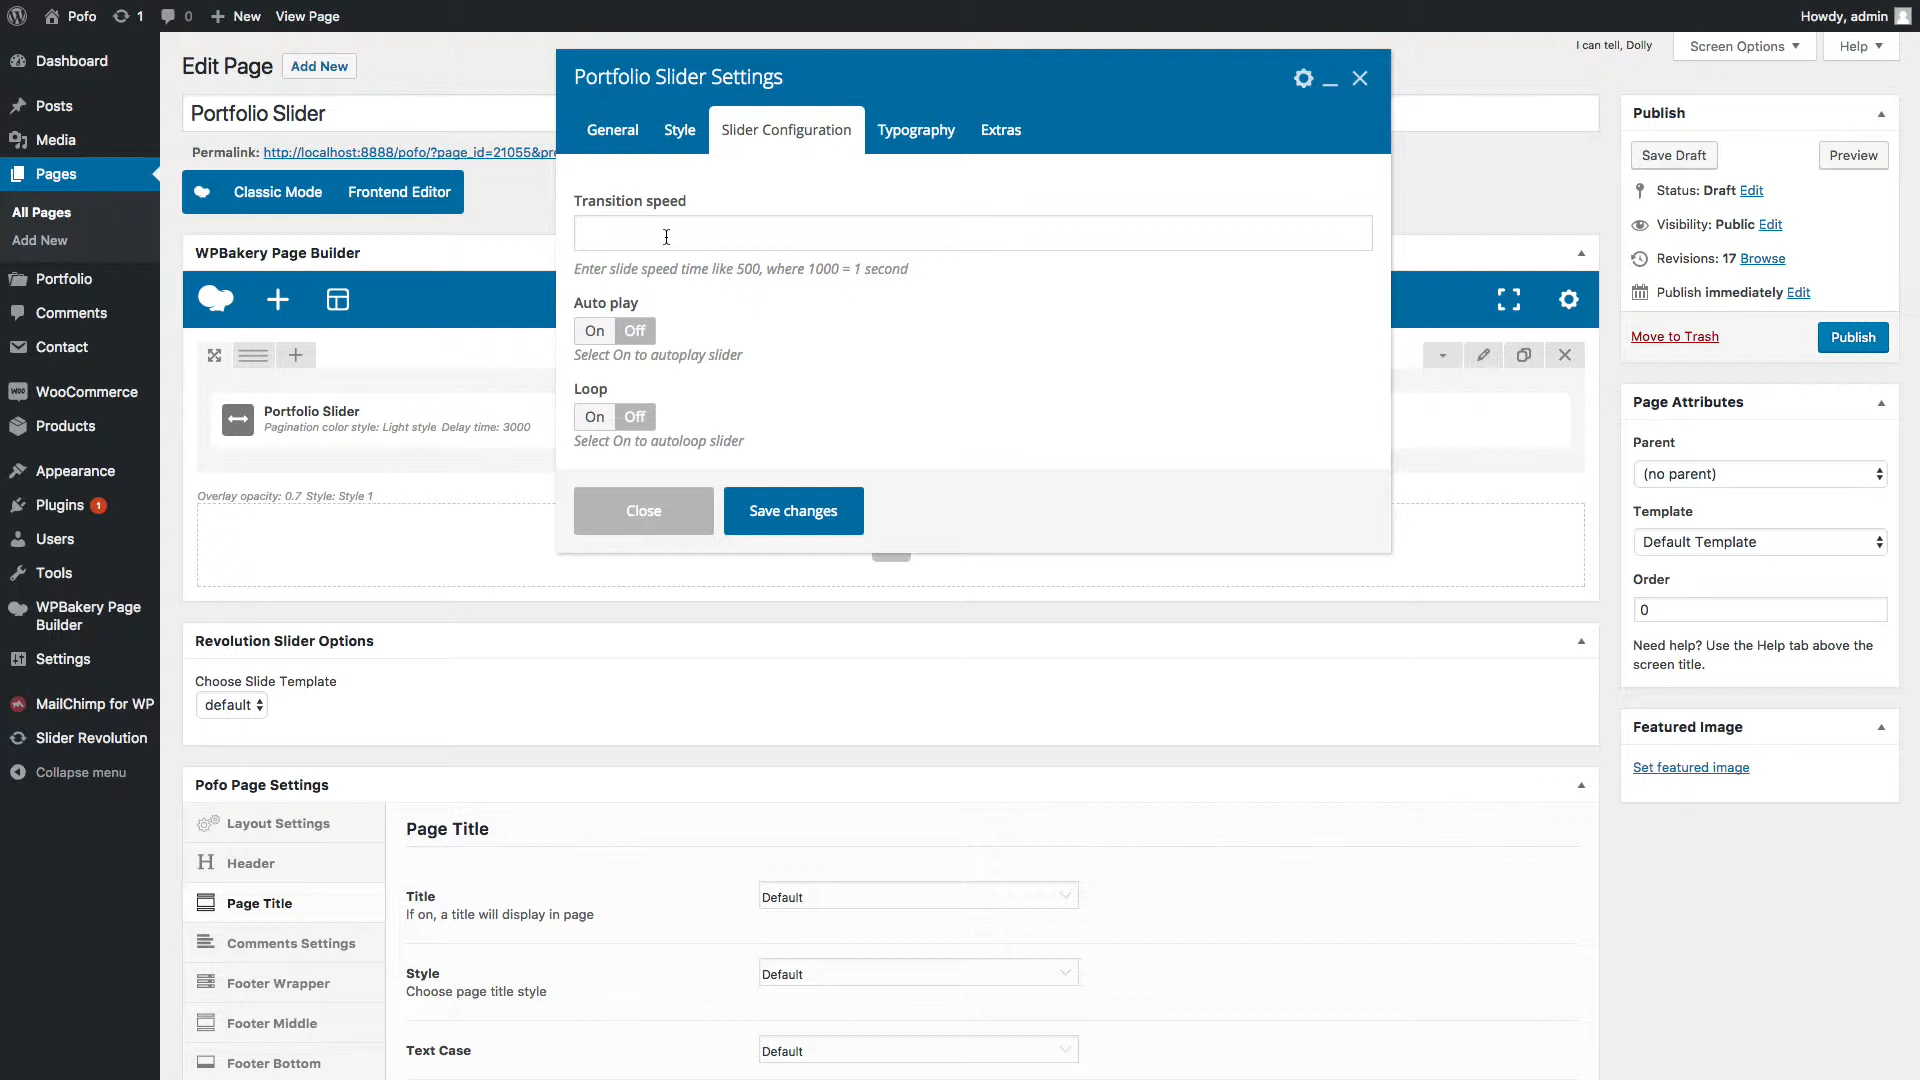 Pofo 1 0 New View Page Howdy, admin
Dashboard
Posts
Media
Pages
All Pages
Add New
Portfolio
Comments
Contact
WooCommerce
Products
Appearance
Plugins 1
Users
Tools
WPBakery Page
Builder
Settings
MailChimp for WP
Slider Revolution
Collapse menu
I can tell, Dolly Screen Options Help
Edit Page Add New
Portfolio Slider
Permalink: http://localhost:8888/pofo/?page_id=21055&pre
Classic Mode Frontend Editor
WPBakery Page Builder
Portfolio Slider
Pagination color style: Light style Delay time: 3000
Overlay opacity: 0.7 Style: Style 1
Portfolio Slider Settings
General Style Slider Configuration Typography Extras
Transition speed
Enter slide speed time like 500, where 1000 = 1 second
Auto play
On Off
Select On to autoplay slider
Loop
On Off
Select On to autoloop slider
Close Save changes
Revolution Slider Options
Choose Slide Template
default
Pofo Page Settings
Layout Settings
Header
Page Title
Comments Settings
Footer Wrapper
Footer Middle
Footer Bottom
Page Title
Title Default
If on, a title will display in page
Style Default
Choose page title style
Text Case Default
Publish
Save Draft Preview
Status: Draft Edit
Visibility: Public Edit
Revisions: 17 Browse
Publish immediately Edit
Move to Trash Publish
Page Attributes
Parent
(no parent)
Template
Default Template
Order
0
Need help? Use the Help tab above the
screen title.
Featured Image
Set featured image